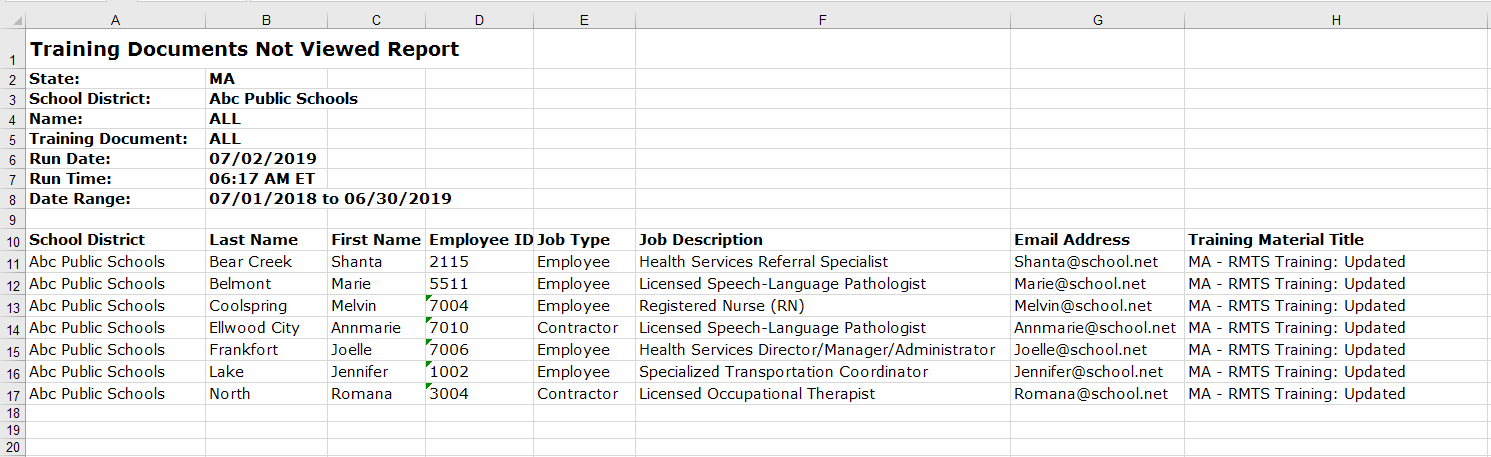 A B C D E F G H
1 Training Documents Not Viewed Report
2 State: MA
3 School District: Abc Public Schools
4 Name: ALL
5 Training Document: ALL
6 Run Date: 07/02/2019
7 Run Time: 06:17 AM ET
8 Date Range: 07/01/2018 to 06/30/2019
9
10 School District Last Name First Name Employee ID Job Type Job Description Email Address Training Material Title
11 Abc Public Schools Bear Creek Shanta 2115 Employee Health Services Referral Specialist Shanta@school.net MA - RMTS Training: Updated
12 Abc Public Schools Belmont Marie 5511 Employee Licensed Speech-Language Pathologist Marie@school.net MA - RMTS Training: Updated
13 Abc Public Schools Coolspring Melvin 7004 Employee Registered Nurse (RN) Melvin@school.net MA - RMTS Training: Updated
14 Abc Public Schools Ellwood City Annmarie 7010 Contractor Licensed Speech-Language Pathologist Annmarie@school.net MA - RMTS Training: Updated
15 Abc Public Schools Frankfort Joelle 7006 Employee Health Services Director/Manager/Administrator Joelle@school.net MA - RMTS Training: Updated
16 Abc Public Schools Lake Jennifer 1002 Employee Specialized Transportation Coordinator Jennifer@school.net MA - RMTS Training: Updated
17 Abc Public Schools North Romana 3004 Contractor Licensed Occupational Therapist Romana@school.net MA - RMTS Training: Updated
18
19
20